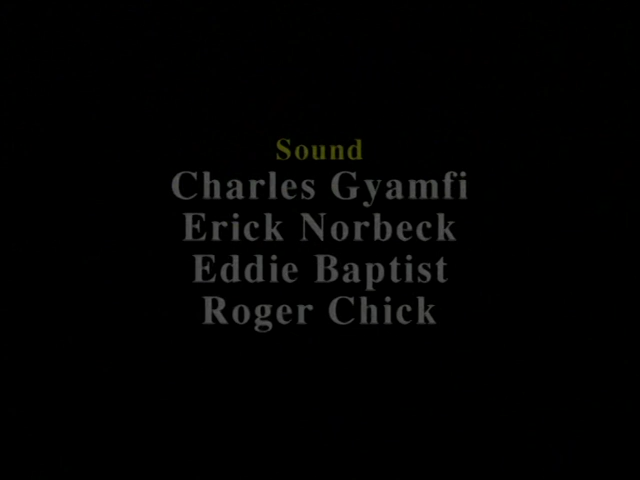 Sound
Charles Gyamfi
Erick Norbeck
Eddie Baptist
Roger Chick